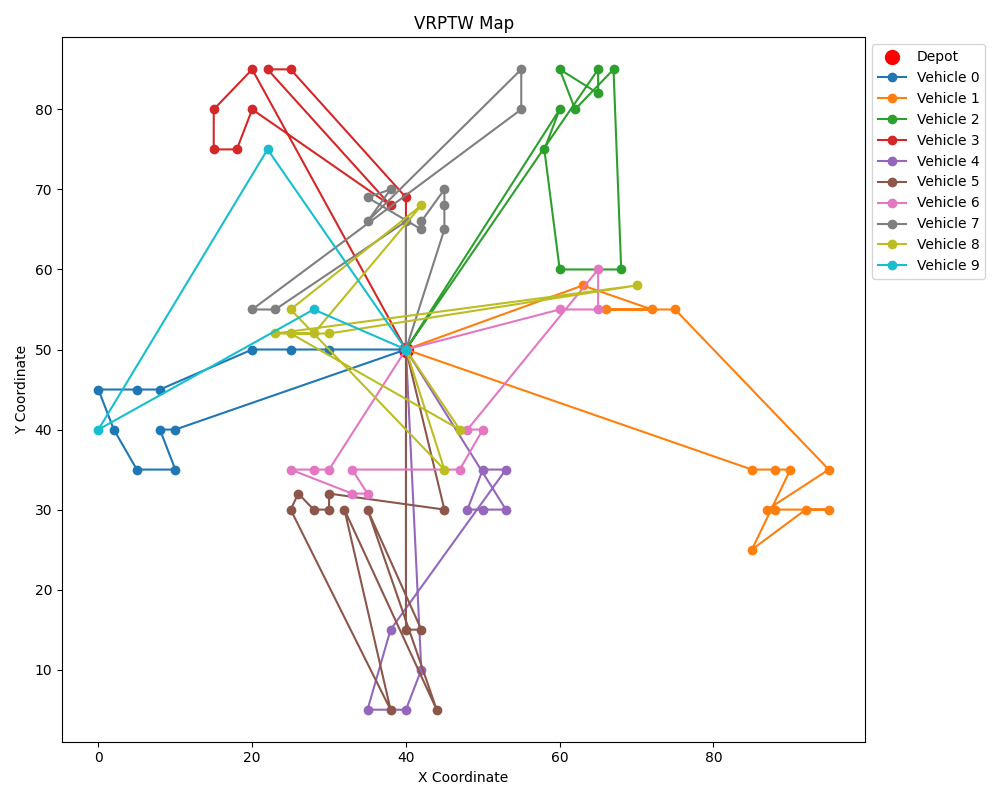 VRPTW Map
Depot
Vehicle 0
Vehicle 1
Vehicle 2
Vehicle 3
Vehicle 4
Vehicle 5
Vehicle 6
Vehicle 7
Vehicle 8
Vehicle 9
Y Coordinate
80
70
60
50
40
30
20
10
0
20
40
60
80
X Coordinate